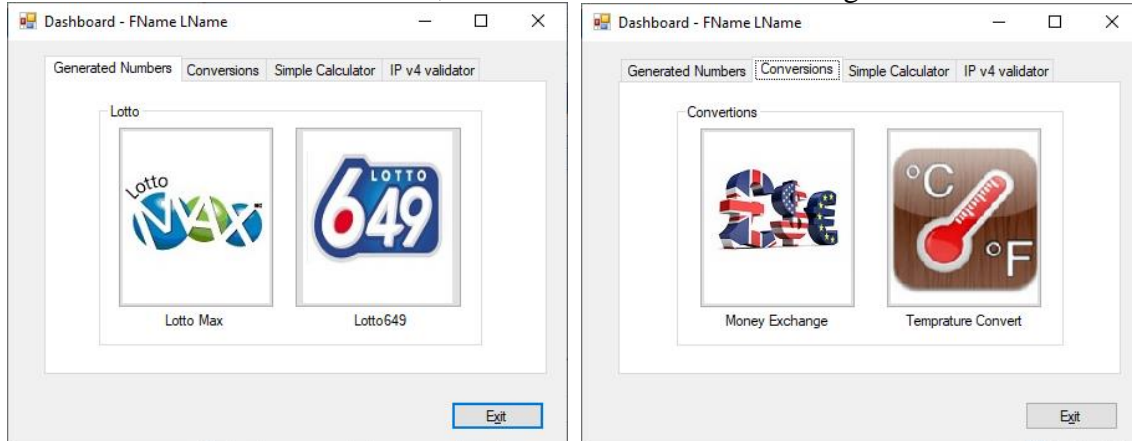 Dashboard - FName LName
Generated Numbers Conversions Simple Calculator IP v4 validator
Lotto
Lotto
MAX
LOTTO
649
Lotto Max Lotto649
Exit
Dashboard - FName LName
Generated Numbers Conversions Simple Calculator IP v4 validator
Convertions
£$€
°C
°F
Money Exchange Temprature Convert
Exit